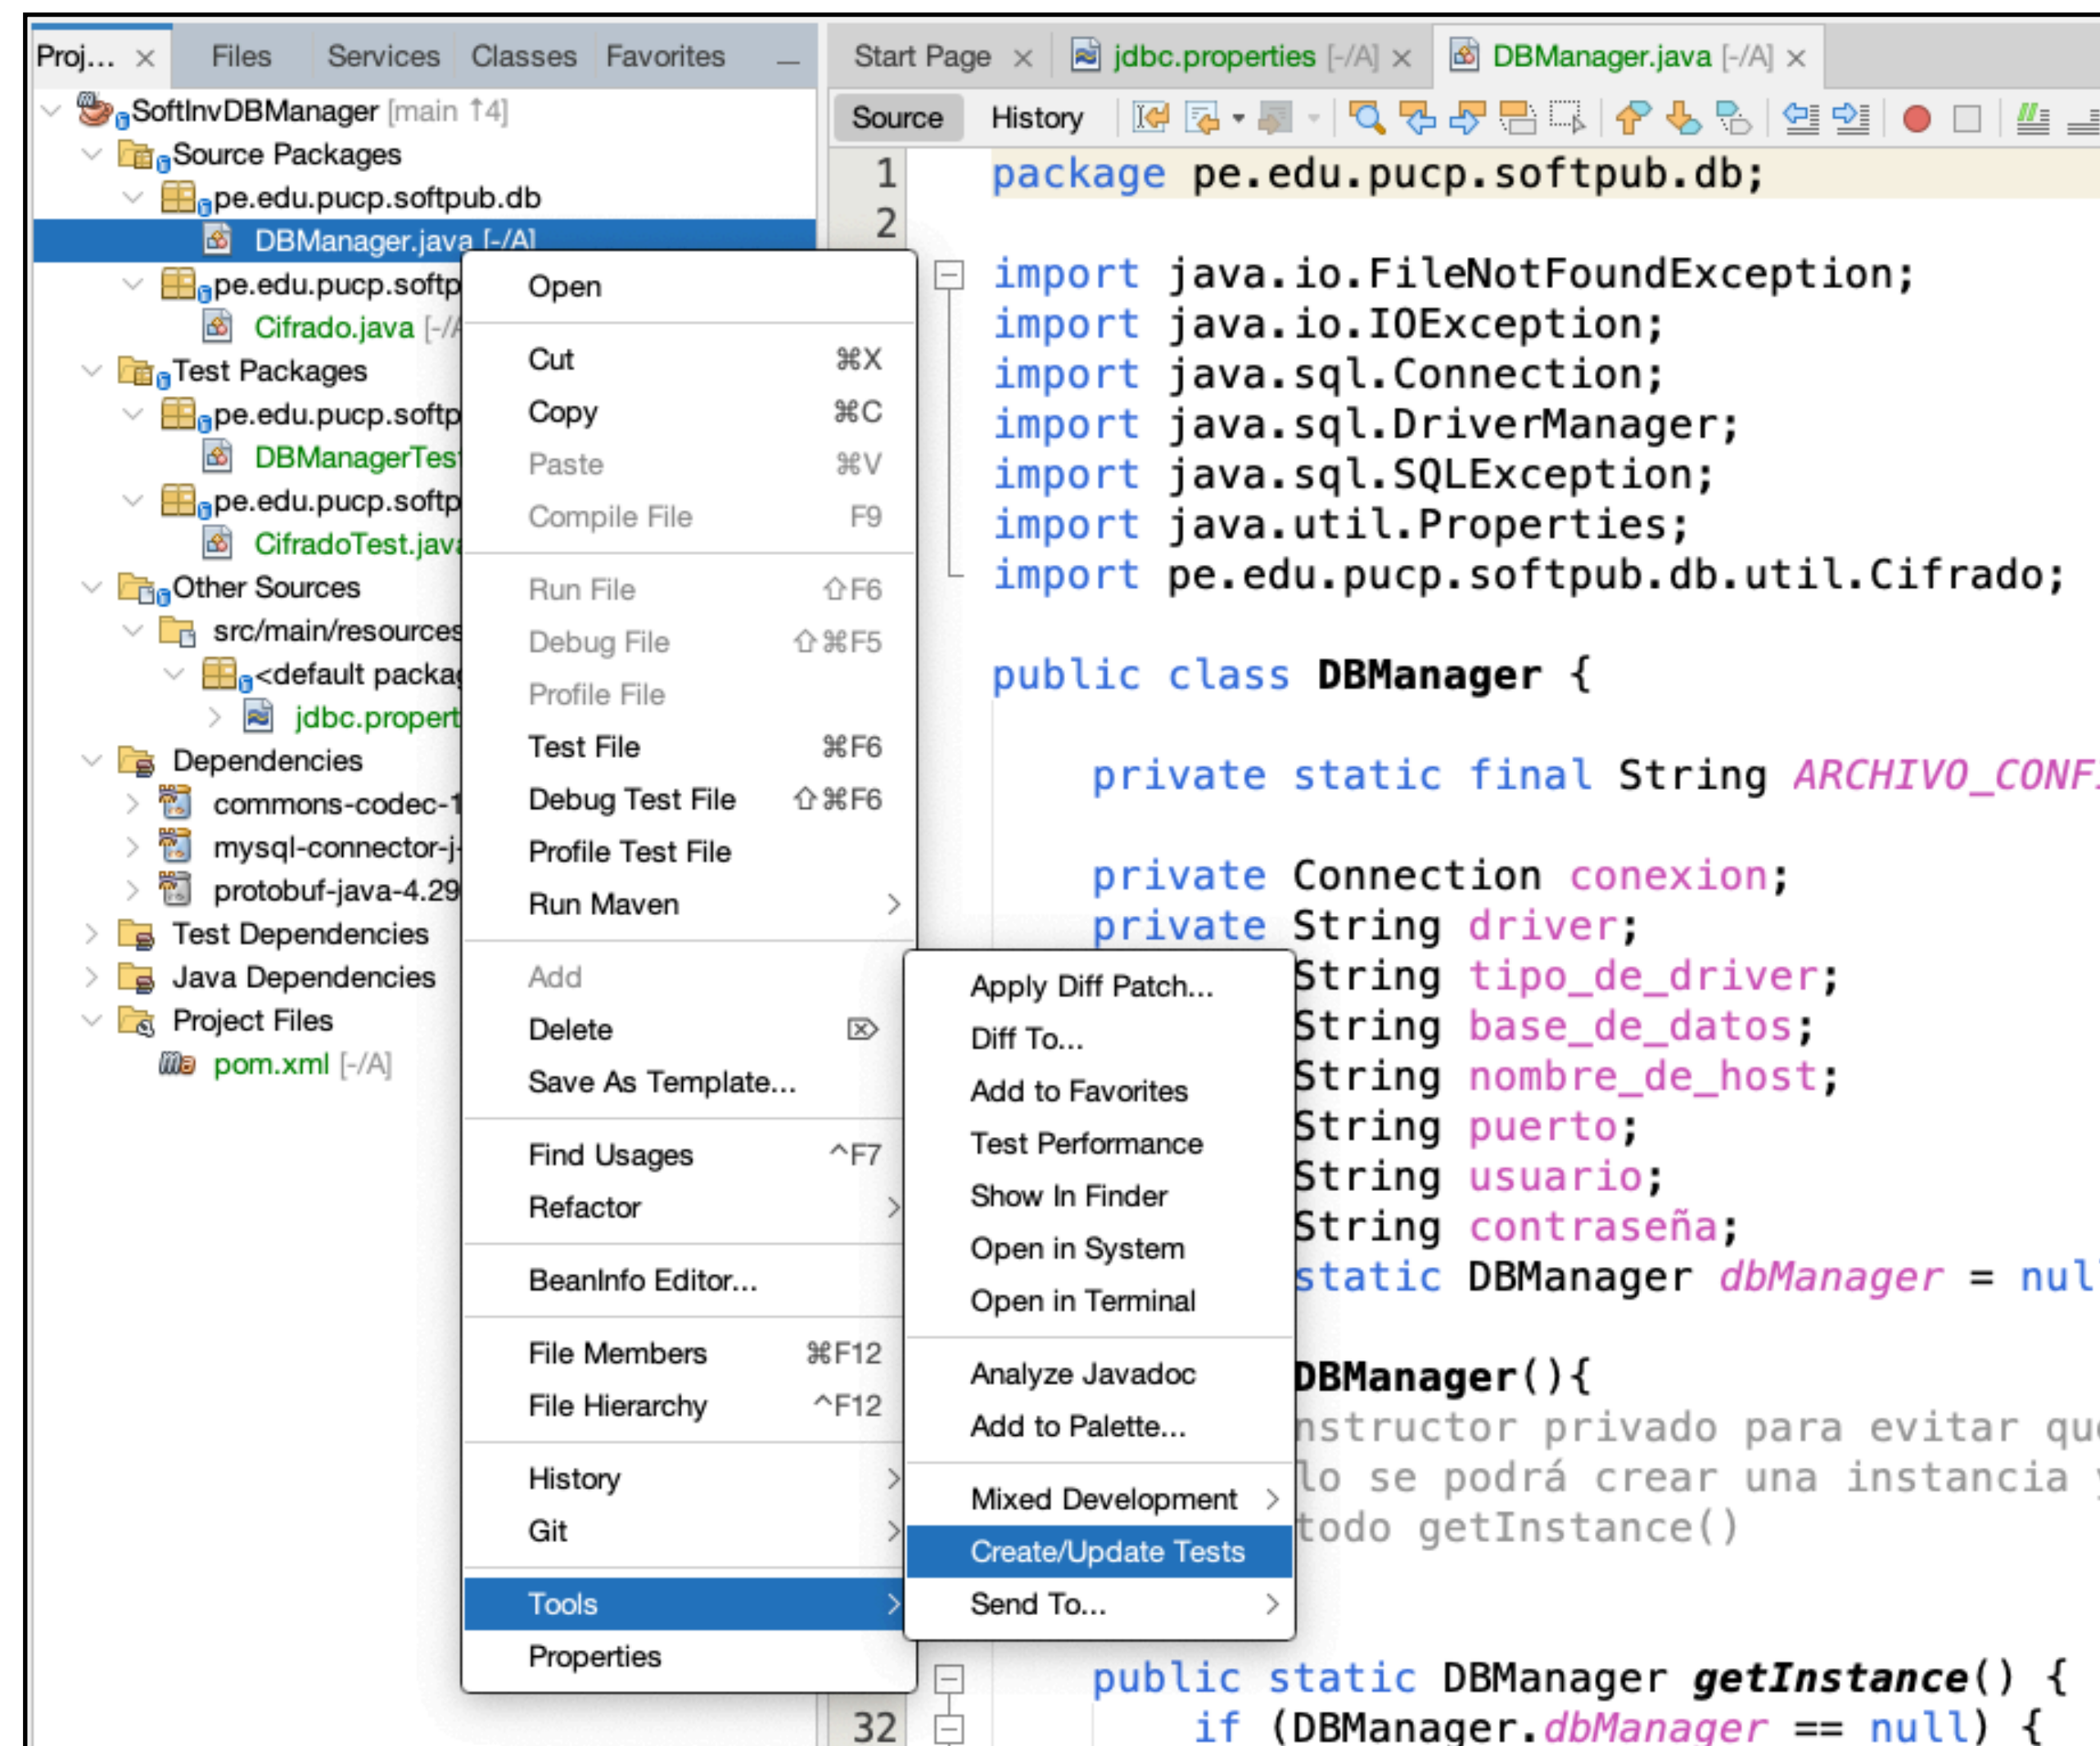 Proj... Files Services Classes Favorites
SoftInvDBManager [main ↑4]
Source Packages
pe.edu.pucp.softpub.db
DBManager.java [-/A]
pe.edu.pucp.softp
Cifrado.java [-/A
Test Packages
pe.edu.pucp.softp
DBManagerTest
pe.edu.pucp.softp
CifradoTest.java
Other Sources
src/main/resources
<default packag
jdbc.propert
Dependencies
commons-codec-1
mysql-connector-j-
protobuf-java-4.29
Test Dependencies
Java Dependencies
Project Files
pom.xml [-/A]
Open
Cut ⌘X
Copy ⌘C
Paste ⌘V
Compile File F9
Run File ⇧F6
Debug File ⇧⌘F5
Profile File
Test File ⌘F6
Debug Test File ⇧⌘F6
Profile Test File
Run Maven
Add
Delete ⌦
Save As Template...
Find Usages ^F7
Refactor
BeanInfo Editor...
File Members ⌘F12
File Hierarchy ^F12
History
Git
Tools
Properties
Apply Diff Patch...
Diff To...
Add to Favorites
Test Performance
Show In Finder
Open in System
Open in Terminal
Analyze Javadoc
Add to Palette...
Mixed Development
Create/Update Tests
Send To...
Start Page jdbc.properties [-/A] DBManager.java [-/A]
Source History
1 package pe.edu.pucp.softpub.db;
2
import java.io.FileNotFoundException;
import java.io.IOException;
import java.sql.Connection;
import java.sql.DriverManager;
import java.sql.SQLException;
import java.util.Properties;
import pe.edu.pucp.softpub.db.util.Cifrado;
public class DBManager {
private static final String ARCHIVO_CONF
private Connection conexion;
private String driver;
String tipo_de_driver;
String base_de_datos;
String nombre_de_host;
String puerto;
String usuario;
String contraseña;
static DBManager dbManager = null
DBManager(){
nstructor privado para evitar que
lo se podrá crear una instancia y
todo getInstance()
public static DBManager getInstance() {
32 if (DBManager.dbManager == null) {